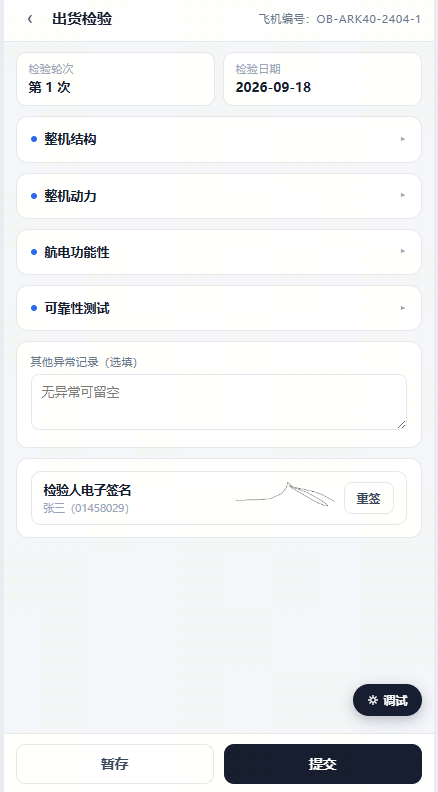 出货检验
飞机编号：OB-ARK40-2404-1
检验轮次
第 1 次
检验日期
2026-09-18
整机结构
整机动力
航电功能性
可靠性测试
其他异常记录（选填）
无异常可留空
检验人电子签名
张三（01458029）
重签
调试
暂存
提交